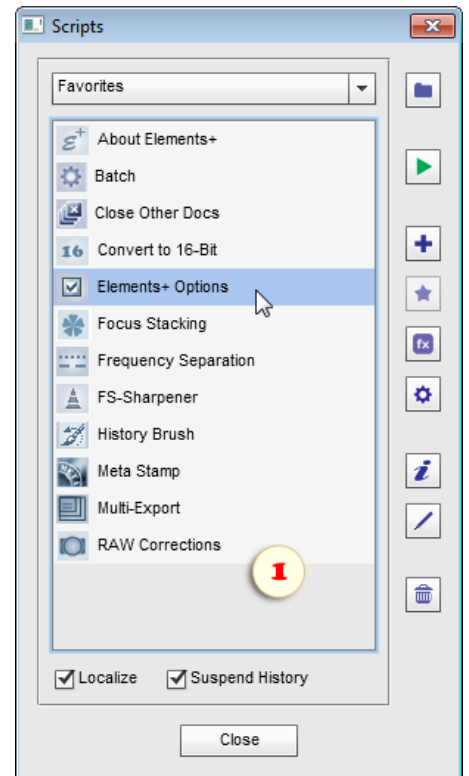 Scripts
Favorites
ε+ About Elements+
Batch
Close Other Docs
16 Convert to 16-Bit
Elements+ Options
Focus Stacking
Frequency Separation
FS-Sharpener
History Brush
Meta Stamp
Multi-Export
RAW Corrections
1
fx
i
Localize Suspend History
Close